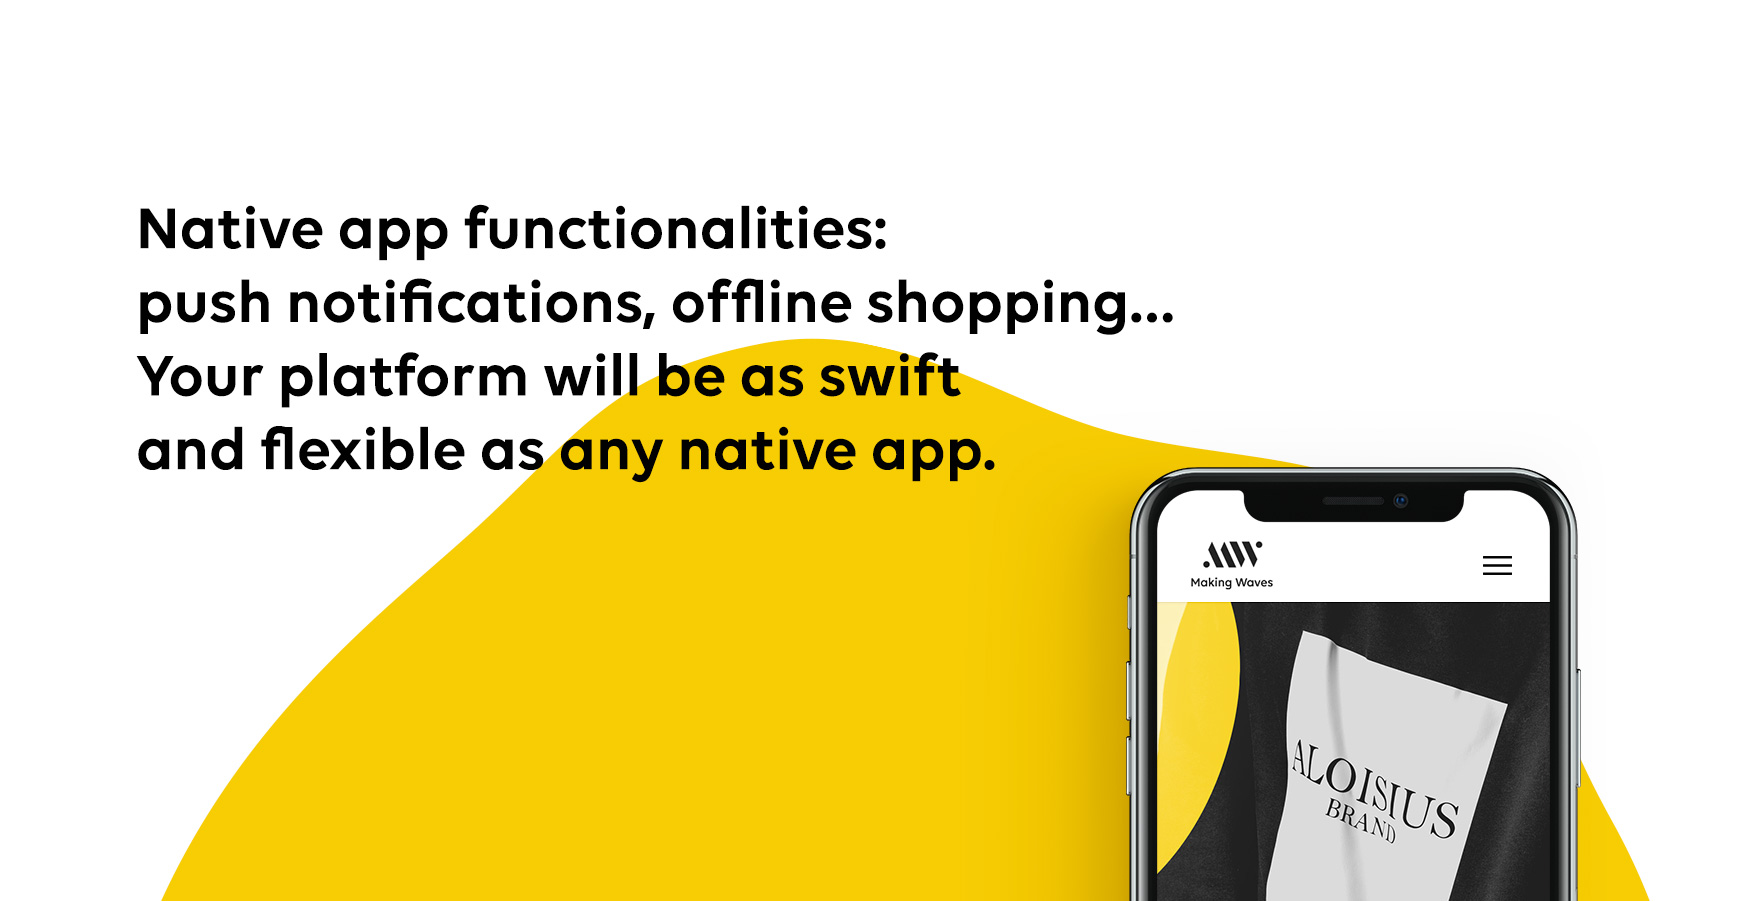 Native app functionalities:
push notifications, offline shopping...
Your platform will be as swift
and flexible as any native app.
MW
Making Waves
ALOISIUS
BRAND